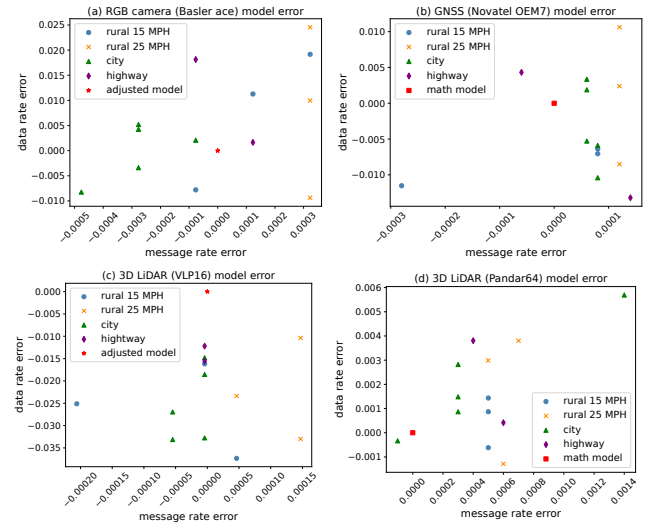 (a) RGB camera (Basler ace) model error
rural 15 MPH
rural 25 MPH
city
highway
adjusted model
0.025
0.020
0.015
0.010
0.005
0.000
−0.005
−0.010
data rate error
−0.0005
−0.0004
−0.0003
−0.0001
0.0000
0.0001
0.0002
0.0003
message rate error
(b) GNSS (Novatel OEM7) model error
rural 15 MPH
rural 25 MPH
city
highway
math model
0.010
0.005
0.000
−0.005
−0.010
data rate error
−0.0003
−0.0002
−0.0001
0.0000
0.0001
message rate error
(c) 3D LiDAR (VLP16) model error
rural 15 MPH
rural 25 MPH
city
hightway
adjusted model
0.000
−0.005
−0.010
−0.015
−0.020
−0.025
−0.030
−0.035
data rate error
−0.00020
−0.00015
−0.00010
−0.00005
0.00000
0.00005
0.00010
0.00015
message rate error
(d) 3D LiDAR (Pandar64) model error
0.006
0.005
0.004
0.003
0.002
0.001
0.000
−0.001
data rate error
rural 15 MPH
rural 25 MPH
city
highway
math model
0.0000
0.0002
0.0004
0.0006
0.0008
0.0010
0.0012
0.0014
message rate error